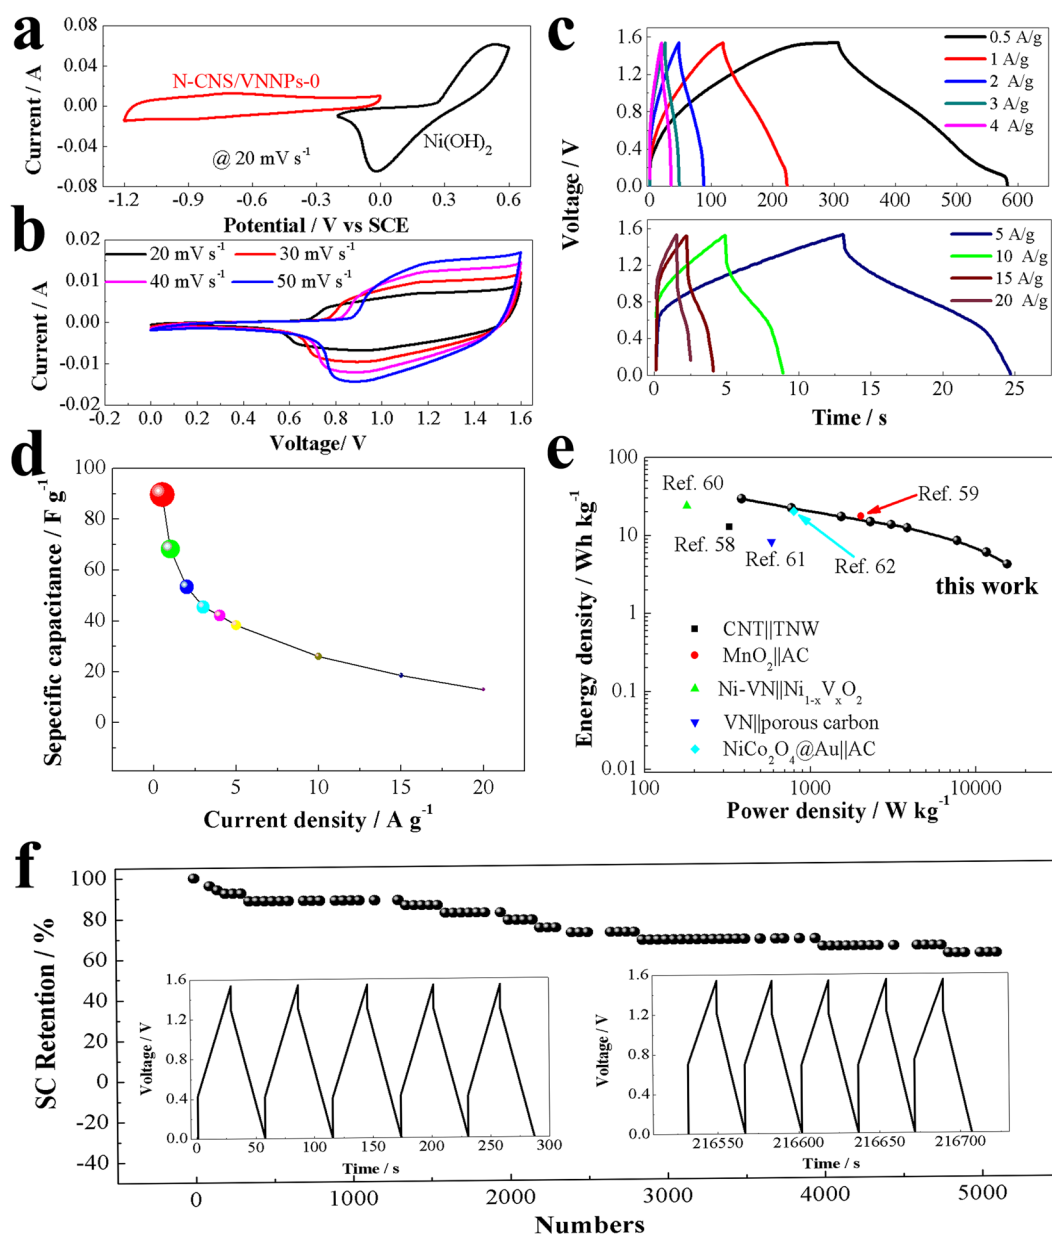 a
0.08
0.04
0.00
-0.04
-0.08
Current / A
N-CNS/VNNPs-0
Ni(OH)2
@ 20 mV s-1
-1.2 -0.9 -0.6 -0.3 0.0 0.3 0.6
Potential / V vs SCE
b
0.02
0.01
0.00
-0.01
-0.02
Current / A
20 mV s-1 30 mV s-1
40 mV s-1 50 mV s-1
-0.2 0.0 0.2 0.4 0.6 0.8 1.0 1.2 1.4 1.6
Voltage/ V
c
1.6
1.2
0.8
0.4
0.0
0.5 A/g
1 A/g
2 A/g
3 A/g
4 A/g
0 100 200 300 400 500 600
Voltage / V
1.6
1.2
0.8
0.4
0.0
5 A/g
10 A/g
15 A/g
20 A/g
0 5 10 15 20 25
Time / s
d
100
80
60
40
20
0
Sepecific capacitance / F g-1
0 5 10 15 20
Current density / A g-1
e
100
10
1
0.1
0.01
Energy density / Wh kg-1
Ref. 60
Ref. 59
Ref. 58
Ref. 61
Ref. 62
this work
CNT||TNW
MnO2||AC
Ni-VN||Ni1-xVxO2
VN||porous carbon
NiCo2O4@Au||AC
100 1000 10000
Power density / W kg-1
f
100
80
60
40
20
0
-20
-40
SC Retention / %
1.6
1.2
0.8
0.4
0.0
Voltage / V
0 50 100 150 200 250 300
Time / s
1.6
1.2
0.8
0.4
0.0
Voltage / V
216550 216600 216650 216700
Time / s
0 1000 2000 3000 4000 5000
Numbers